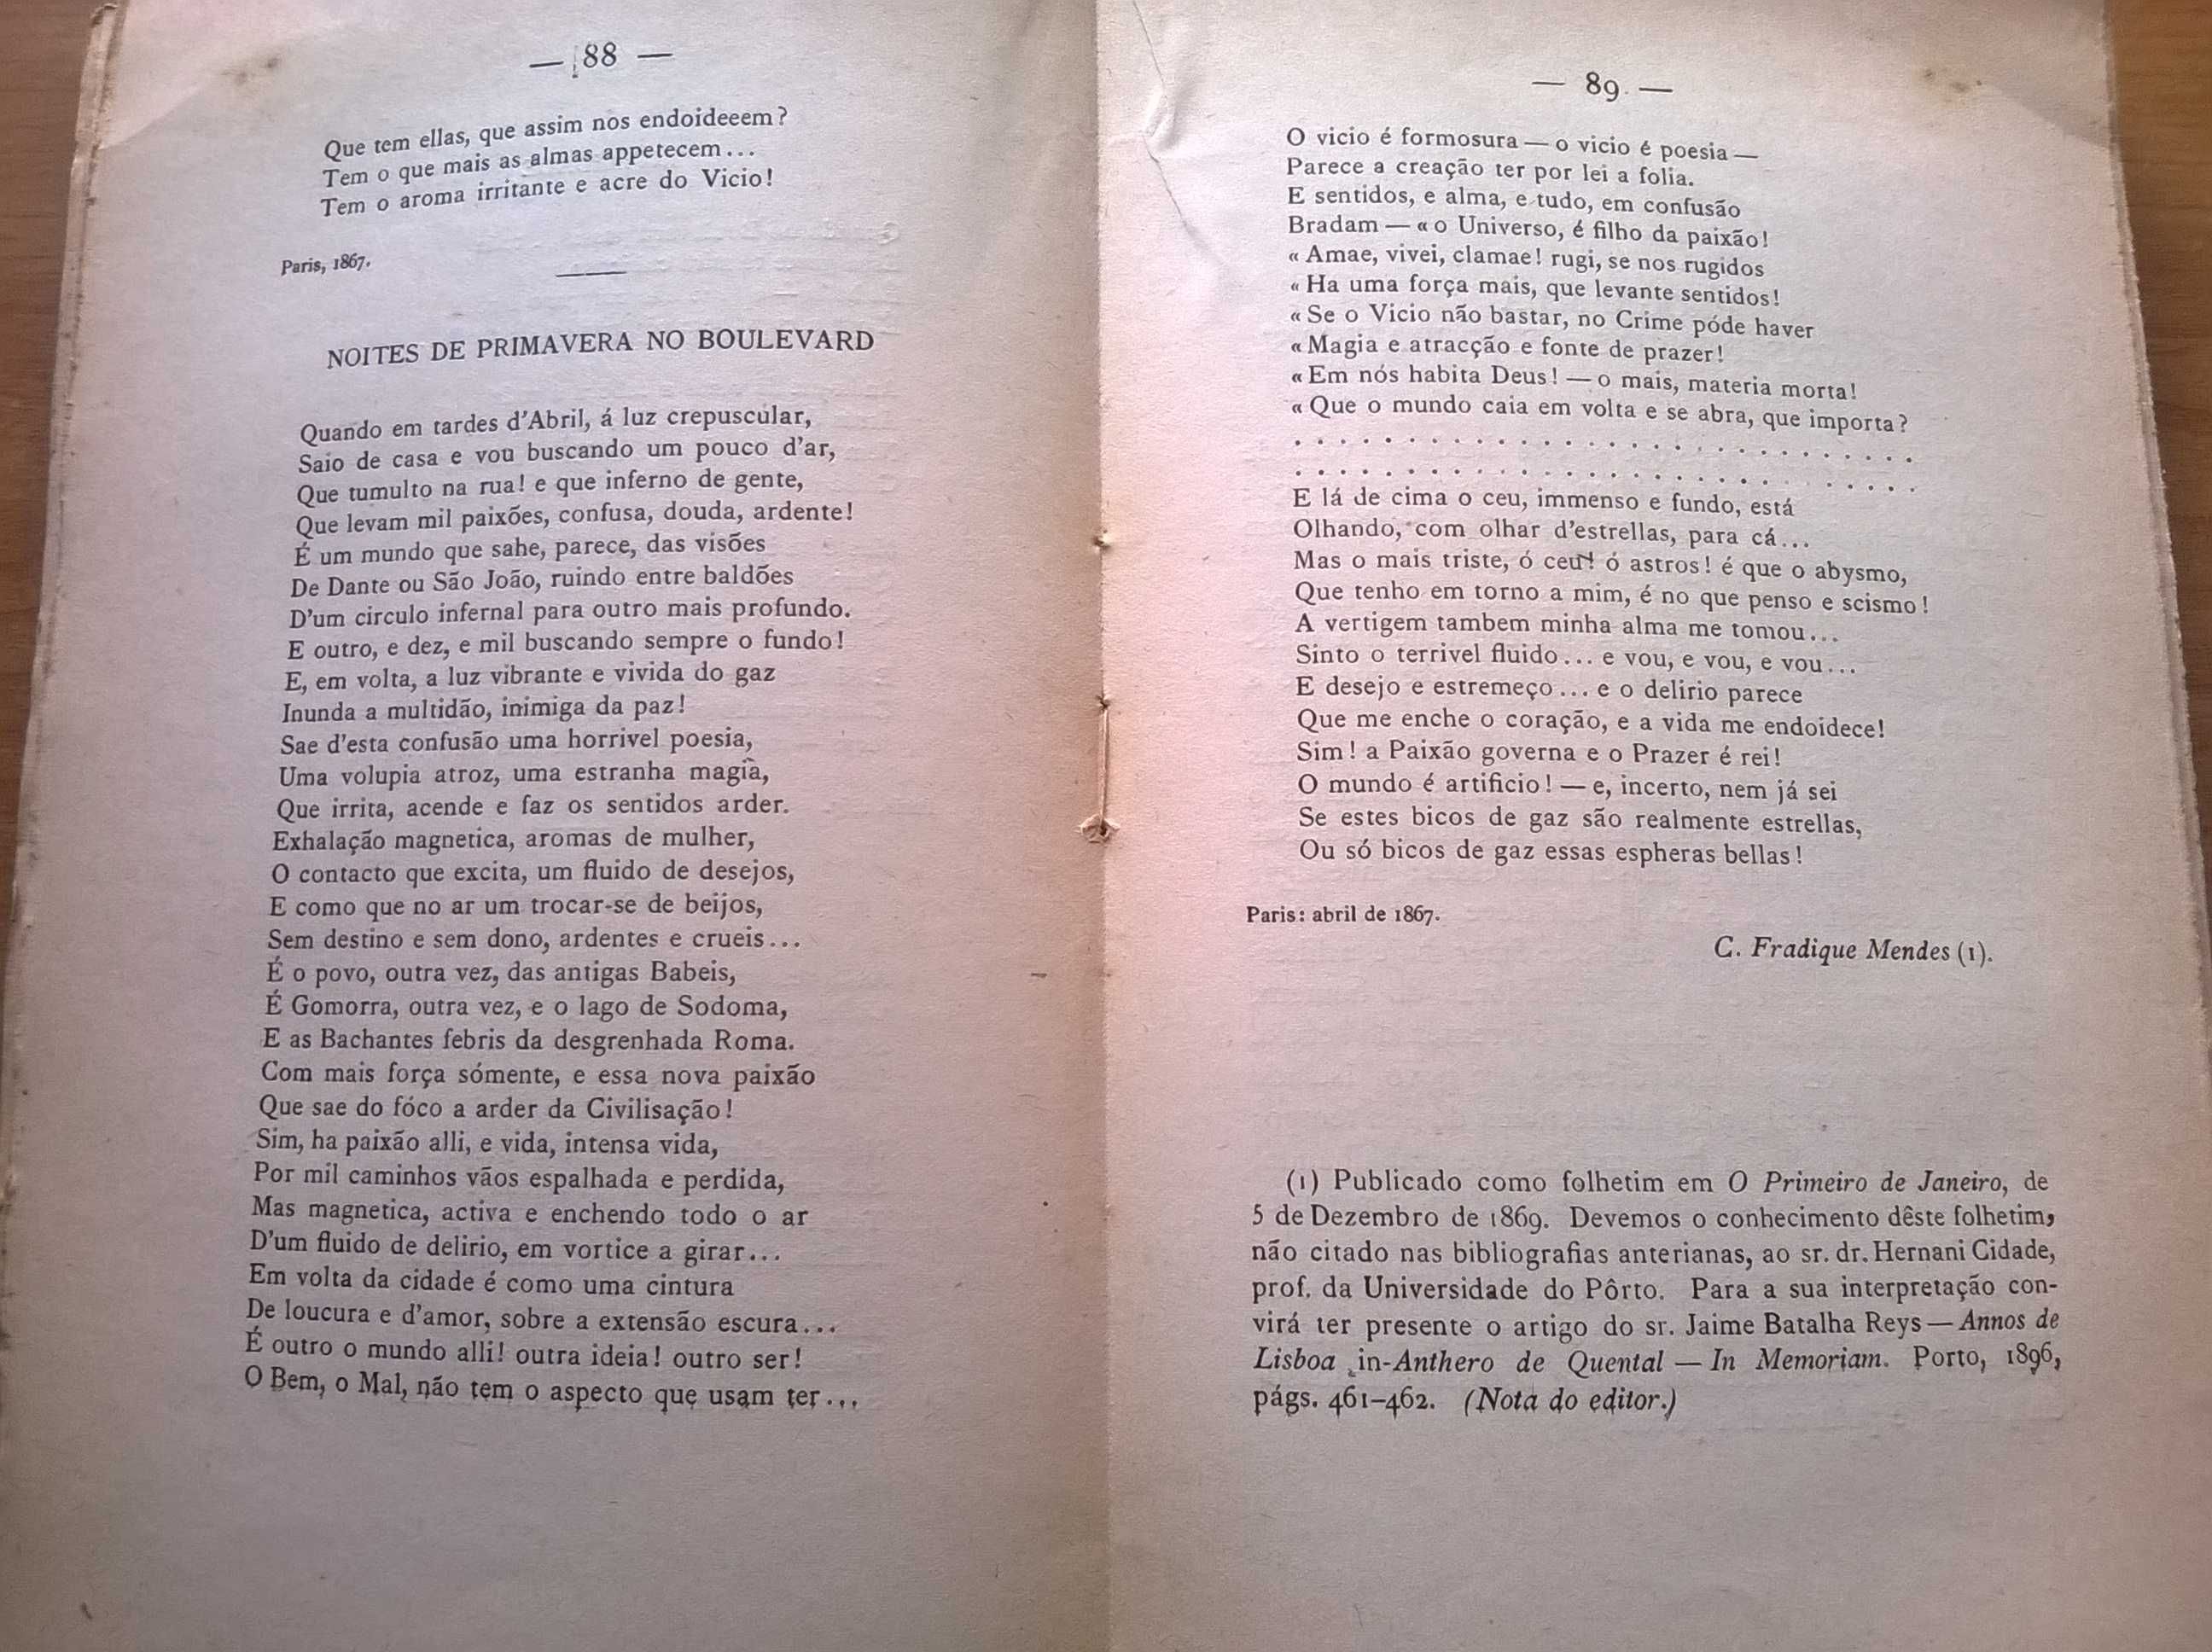 — 88 —
Que tem ellas, que assim nos endoideeem?
Tem o que mais as almas appetecem...
Tem o aroma irritante e acre do Vicio!
Paris, 1867.
NOITES DE PRIMAVERA NO BOULEVARD
Quando em tardes d'Abril, á luz crepuscular,
Saio de casa e vou buscando um pouco d'ar,
Que tumulto na rua! e que inferno de gente,
Que levam mil paixões, confusa, douda, ardente!
É um mundo que sahe, parece, das visões
De Dante ou São João, ruindo entre baldões
D'um circulo infernal para outro mais profundo.
E outro, e dez, e mil buscando sempre o fundo!
E, em volta, a luz vibrante e vivida do gaz
Inunda a multidão, inimiga da paz!
Sae d'esta confusão uma horrivel poesia,
Uma volupia atroz, uma estranha magia,
Que irrita, acende e faz os sentidos arder.
Exhalação magnetica, aromas de mulher,
O contacto que excita, um fluido de desejos,
E como que no ar um trocar-se de beijos,
Sem destino e sem dono, ardentes e crueis...
É o povo, outra vez, das antigas Babeis,
É Gomorra, outra vez, e o lago de Sodoma,
E as Bachantes febris da desgrenhada Roma.
Com mais força sómente, e essa nova paixão
Que sae do fóco a arder da Civilisação!
Sim, ha paixão alli, e vida, intensa vida,
Por mil caminhos vãos espalhada e perdida,
Mas magnetica, activa e enchendo todo o ar
D'um fluido de delirio, em vortice a girar...
Em volta da cidade é como uma cintura
De loucura e d'amor, sobre a extensão escura...
É outro o mundo alli! outra ideia! outro ser!
O Bem, o Mal, não tem o aspecto que usam ter...
— 89 —
O vicio é formosura — o vicio é poesia —
Parece a creação ter por lei a folia.
E sentidos, e alma, e tudo, em confusão
Bradam — «o Universo, é filho da paixão!
«Amae, vivei, clamae! rugi, se nos rugidos
«Ha uma força mais, que levante sentidos!
«Se o Vicio não bastar, no Crime póde haver
«Magia e atracção e fonte de prazer!
«Em nós habita Deus! — o mais, materia morta!
«Que o mundo caia em volta e se abra, que importa?
. . . . . . . . . . . . . . . . . . . . . .
. . . . . . . . . . . . . . . . . . . . . .
E lá de cima o ceu, immenso e fundo, está
Olhando, com olhar d'estrellas, para cá...
Mas o mais triste, ó ceu! ó astros! é que o abysmo,
Que tenho em torno a mim, é no que penso e scismo!
A vertigem tambem minha alma me tomou...
Sinto o terrivel fluido... e vou, e vou, e vou...
E desejo e estremeço... e o delirio parece
Que me enche o coração, e a vida me endoidece!
Sim! a Paixão governa e o Prazer é rei!
O mundo é artificio! — e, incerto, nem já sei
Se estes bicos de gaz são realmente estrellas,
Ou só bicos de gaz essas espheras bellas!
Paris: abril de 1867.
C. Fradique Mendes (1).
(1) Publicado como folhetim em O Primeiro de Janeiro, de
5 de Dezembro de 1869. Devemos o conhecimento dêste folhetim,
não citado nas bibliografias anterianas, ao sr. dr. Hernani Cidade,
prof. da Universidade do Pôrto. Para a sua interpretação con-
virá ter presente o artigo do sr. Jaime Batalha Reys — Annos de
Lisboa in-Anthero de Quental — In Memoriam. Porto, 1896,
págs. 461-462. (Nota do editor.)